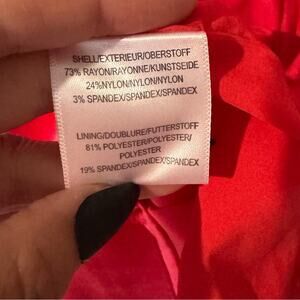 SHELL/EXTERIEUR/OBERSTOFF
73% RAYON/RAYONNE/KUNSTSEIDE
24%NYLON/NYLON/NYLON
3% SPANDEX/SPANDEX/SPANDEX
LINING/DOUBLURE/FUTTERSTOFF
81% POLYESTER/POLYESTER/
POLYESTER
19% SPANDEX/SPANDEX/SPANDEX